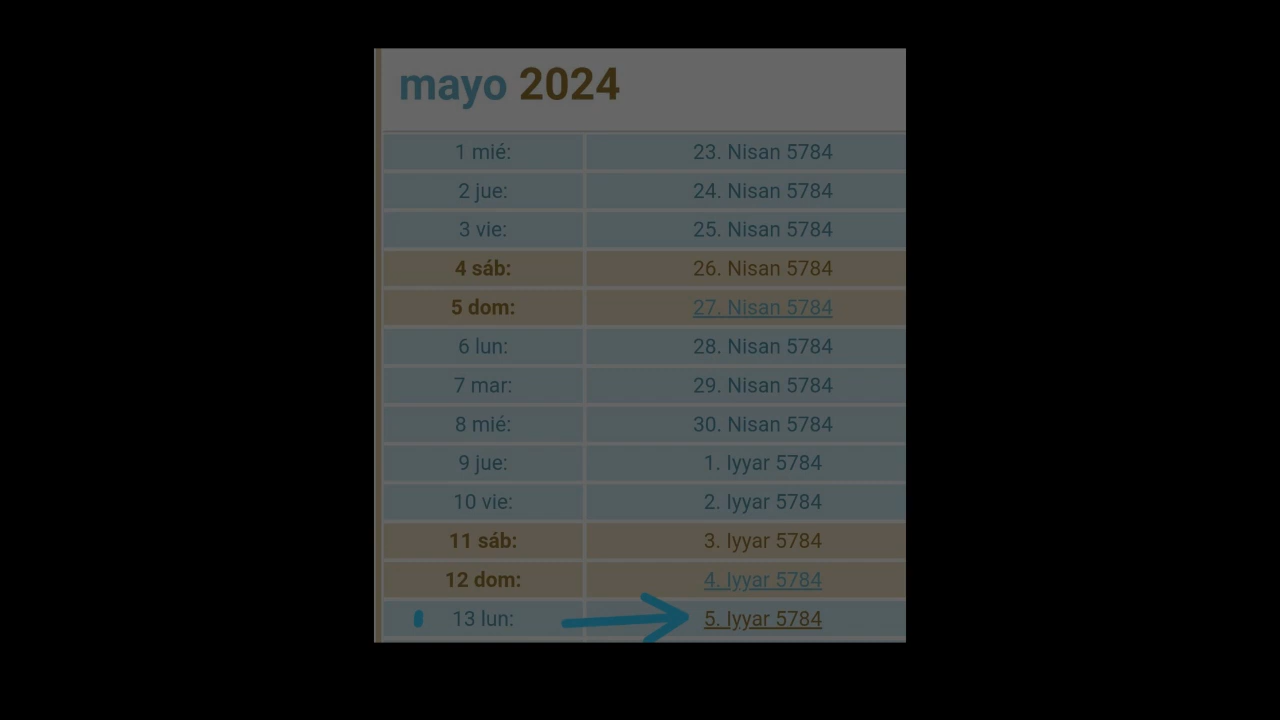 mayo 2024
1 mié: 23. Nisan 5784
2 jue: 24. Nisan 5784
3 vie: 25. Nisan 5784
4 sáb: 26. Nisan 5784
5 dom: 27. Nisan 5784
6 lun: 28. Nisan 5784
7 mar: 29. Nisan 5784
8 mié: 30. Nisan 5784
9 jue: 1. Iyyar 5784
10 vie: 2. Iyyar 5784
11 sáb: 3. Iyyar 5784
12 dom: 4. Iyyar 5784
13 lun: 5. Iyyar 5784